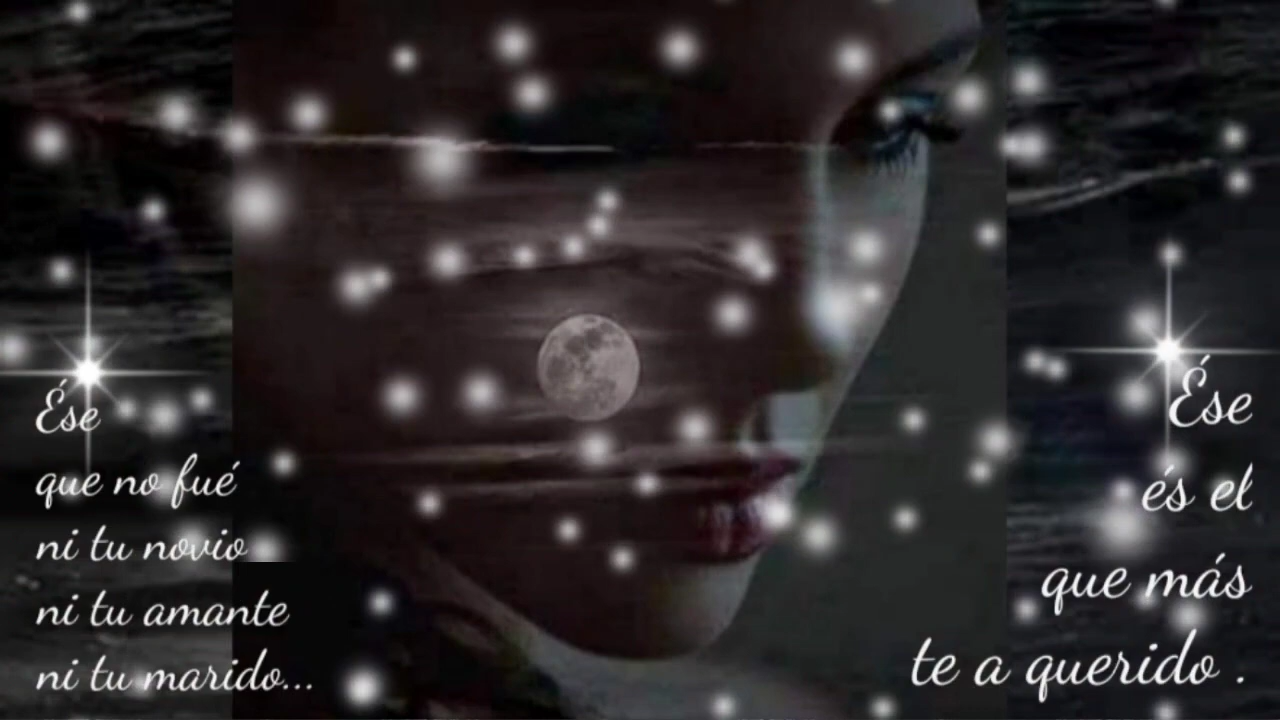 Ése
que no fué
ni tu novio
ni tu amante
ni tu marido...
Ése
és el
que más
te a querido .